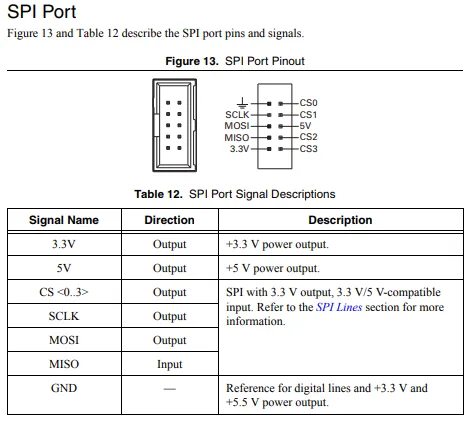 SPI Port
Figure 13 and Table 12 describe the SPI port pins and signals.
Figure 13. SPI Port Pinout
CS0
SCLK CS1
MOSI 5V
MISO CS2
3.3V CS3
Table 12. SPI Port Signal Descriptions
Signal Name Direction Description
3.3V Output +3.3 V power output.
5V Output +5 V power output.
CS <0..3> Output SPI with 3.3 V output, 3.3 V/5 V-compatible
input. Refer to the SPI Lines section for more
SCLK Output information.
MOSI Output
MISO Input
GND — Reference for digital lines and +3.3 V and
+5.5 V power output.